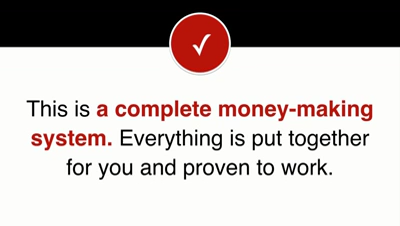 This is a complete money-making
system. Everything is put together
for you and proven to work.